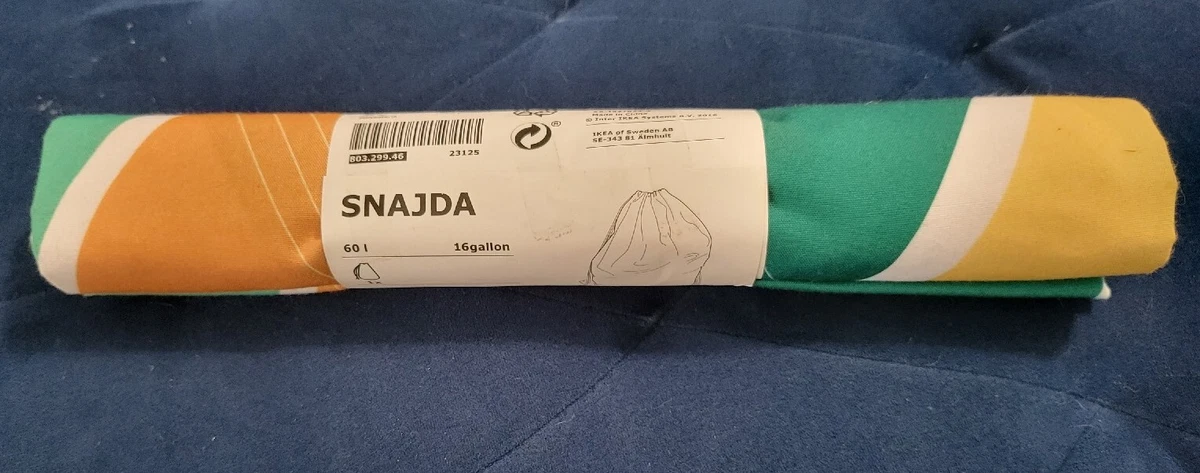 Made in China
© Inter IKEA Systems B.V. 2016
IKEA of Sweden AB
SE-343 81 Älmhult
803.299.46
23125
SNAJDA
60 l
16gallon
1x